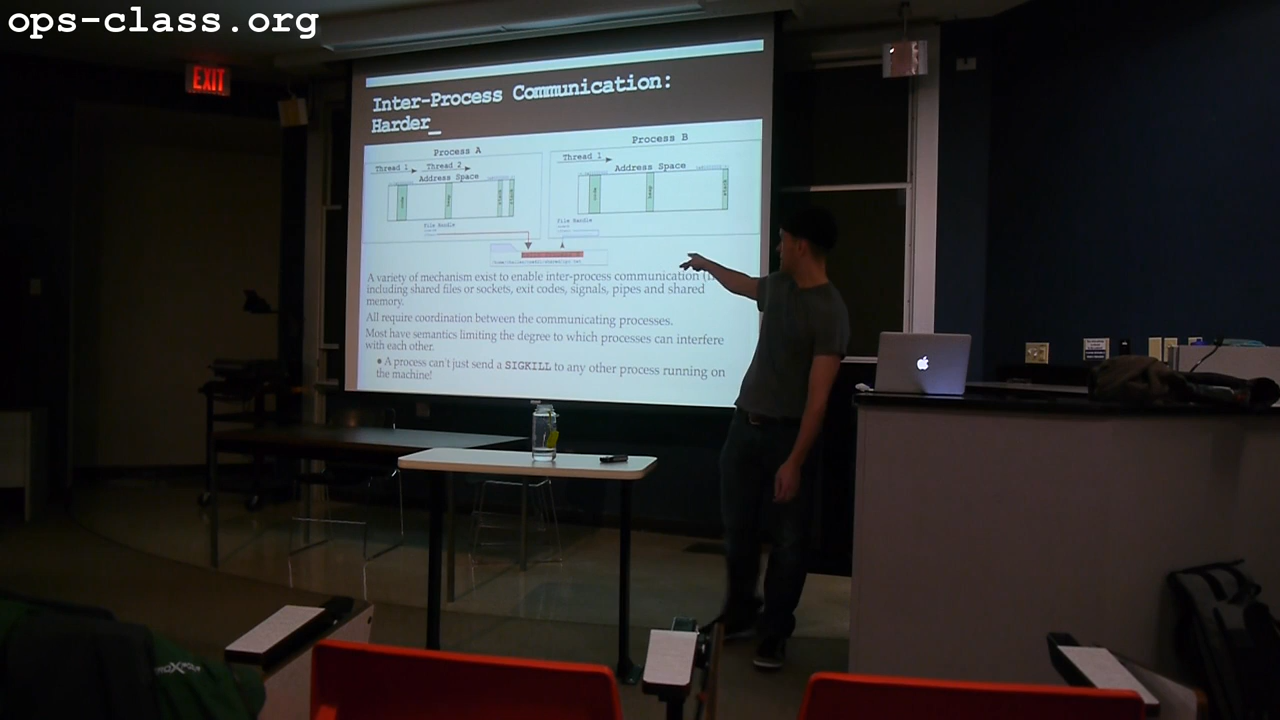 ops-class.org
EXIT
Inter-Process Communication:
Harder_
Process A
Process B
Thread 1
Thread 2
Thread 1
Address Space
Address Space
File Handle
File Handle
A variety of mechanism exist to enable inter-process communication
including shared files or sockets, exit codes, signals, pipes and shared
memory.
All require coordination between the communicating processes.
Most have semantics limiting the degree to which processes can interfere
with each other.
• A process can't just send a SIGKILL to any other process running on
the machine!